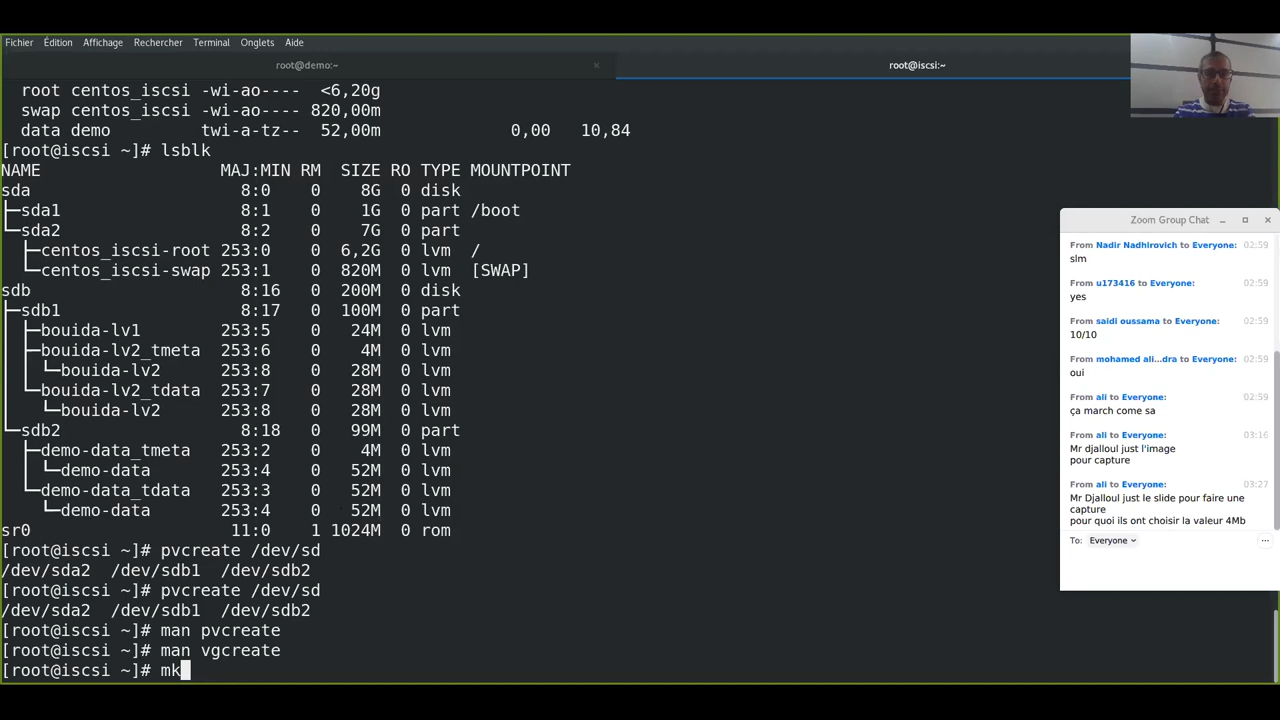 Fichier Édition Affichage Rechercher Terminal Onglets Aide
root@demo:~ × root@iscsi:~
root centos_iscsi -wi-ao---- <6,20g
swap centos_iscsi -wi-ao---- 820,00m
data demo twi-a-tz-- 52,00m 0,00 10,84
[root@iscsi ~]# lsblk
NAME MAJ:MIN RM SIZE RO TYPE MOUNTPOINT
sda 8:0 0 8G 0 disk
├─sda1 8:1 0 1G 0 part /boot
└─sda2 8:2 0 7G 0 part
├─centos_iscsi-root 253:0 0 6,2G 0 lvm /
└─centos_iscsi-swap 253:1 0 820M 0 lvm [SWAP]
sdb 8:16 0 200M 0 disk
├─sdb1 8:17 0 100M 0 part
│ ├─bouida-lv1 253:5 0 24M 0 lvm
│ ├─bouida-lv2_tmeta 253:6 0 4M 0 lvm
│ │ └─bouida-lv2 253:8 0 28M 0 lvm
│ └─bouida-lv2_tdata 253:7 0 28M 0 lvm
│ └─bouida-lv2 253:8 0 28M 0 lvm
└─sdb2 8:18 0 99M 0 part
├─demo-data_tmeta 253:2 0 4M 0 lvm
│ └─demo-data 253:4 0 52M 0 lvm
└─demo-data_tdata 253:3 0 52M 0 lvm
└─demo-data 253:4 0 52M 0 lvm
sr0 11:0 1 1024M 0 rom
[root@iscsi ~]# pvcreate /dev/sd
/dev/sda2 /dev/sdb1 /dev/sdb2
[root@iscsi ~]# pvcreate /dev/sd
/dev/sda2 /dev/sdb1 /dev/sdb2
[root@iscsi ~]# man pvcreate
[root@iscsi ~]# man vgcreate
[root@iscsi ~]# mk
Zoom Group Chat
From Nadir Nadhirovich to Everyone: 02:59
slm
From u173416 to Everyone: 02:59
yes
From saidi oussama to Everyone: 02:59
10/10
From mohamed ali...dra to Everyone: 02:59
oui
From ali to Everyone: 02:59
ça march come sa
From ali to Everyone: 03:16
Mr djalloul just l'image
pour capture
From ali to Everyone: 03:27
Mr Djalloul just le slide pour faire une
capture
pour quoi ils ont choisir la valeur 4Mb
To: Everyone ...